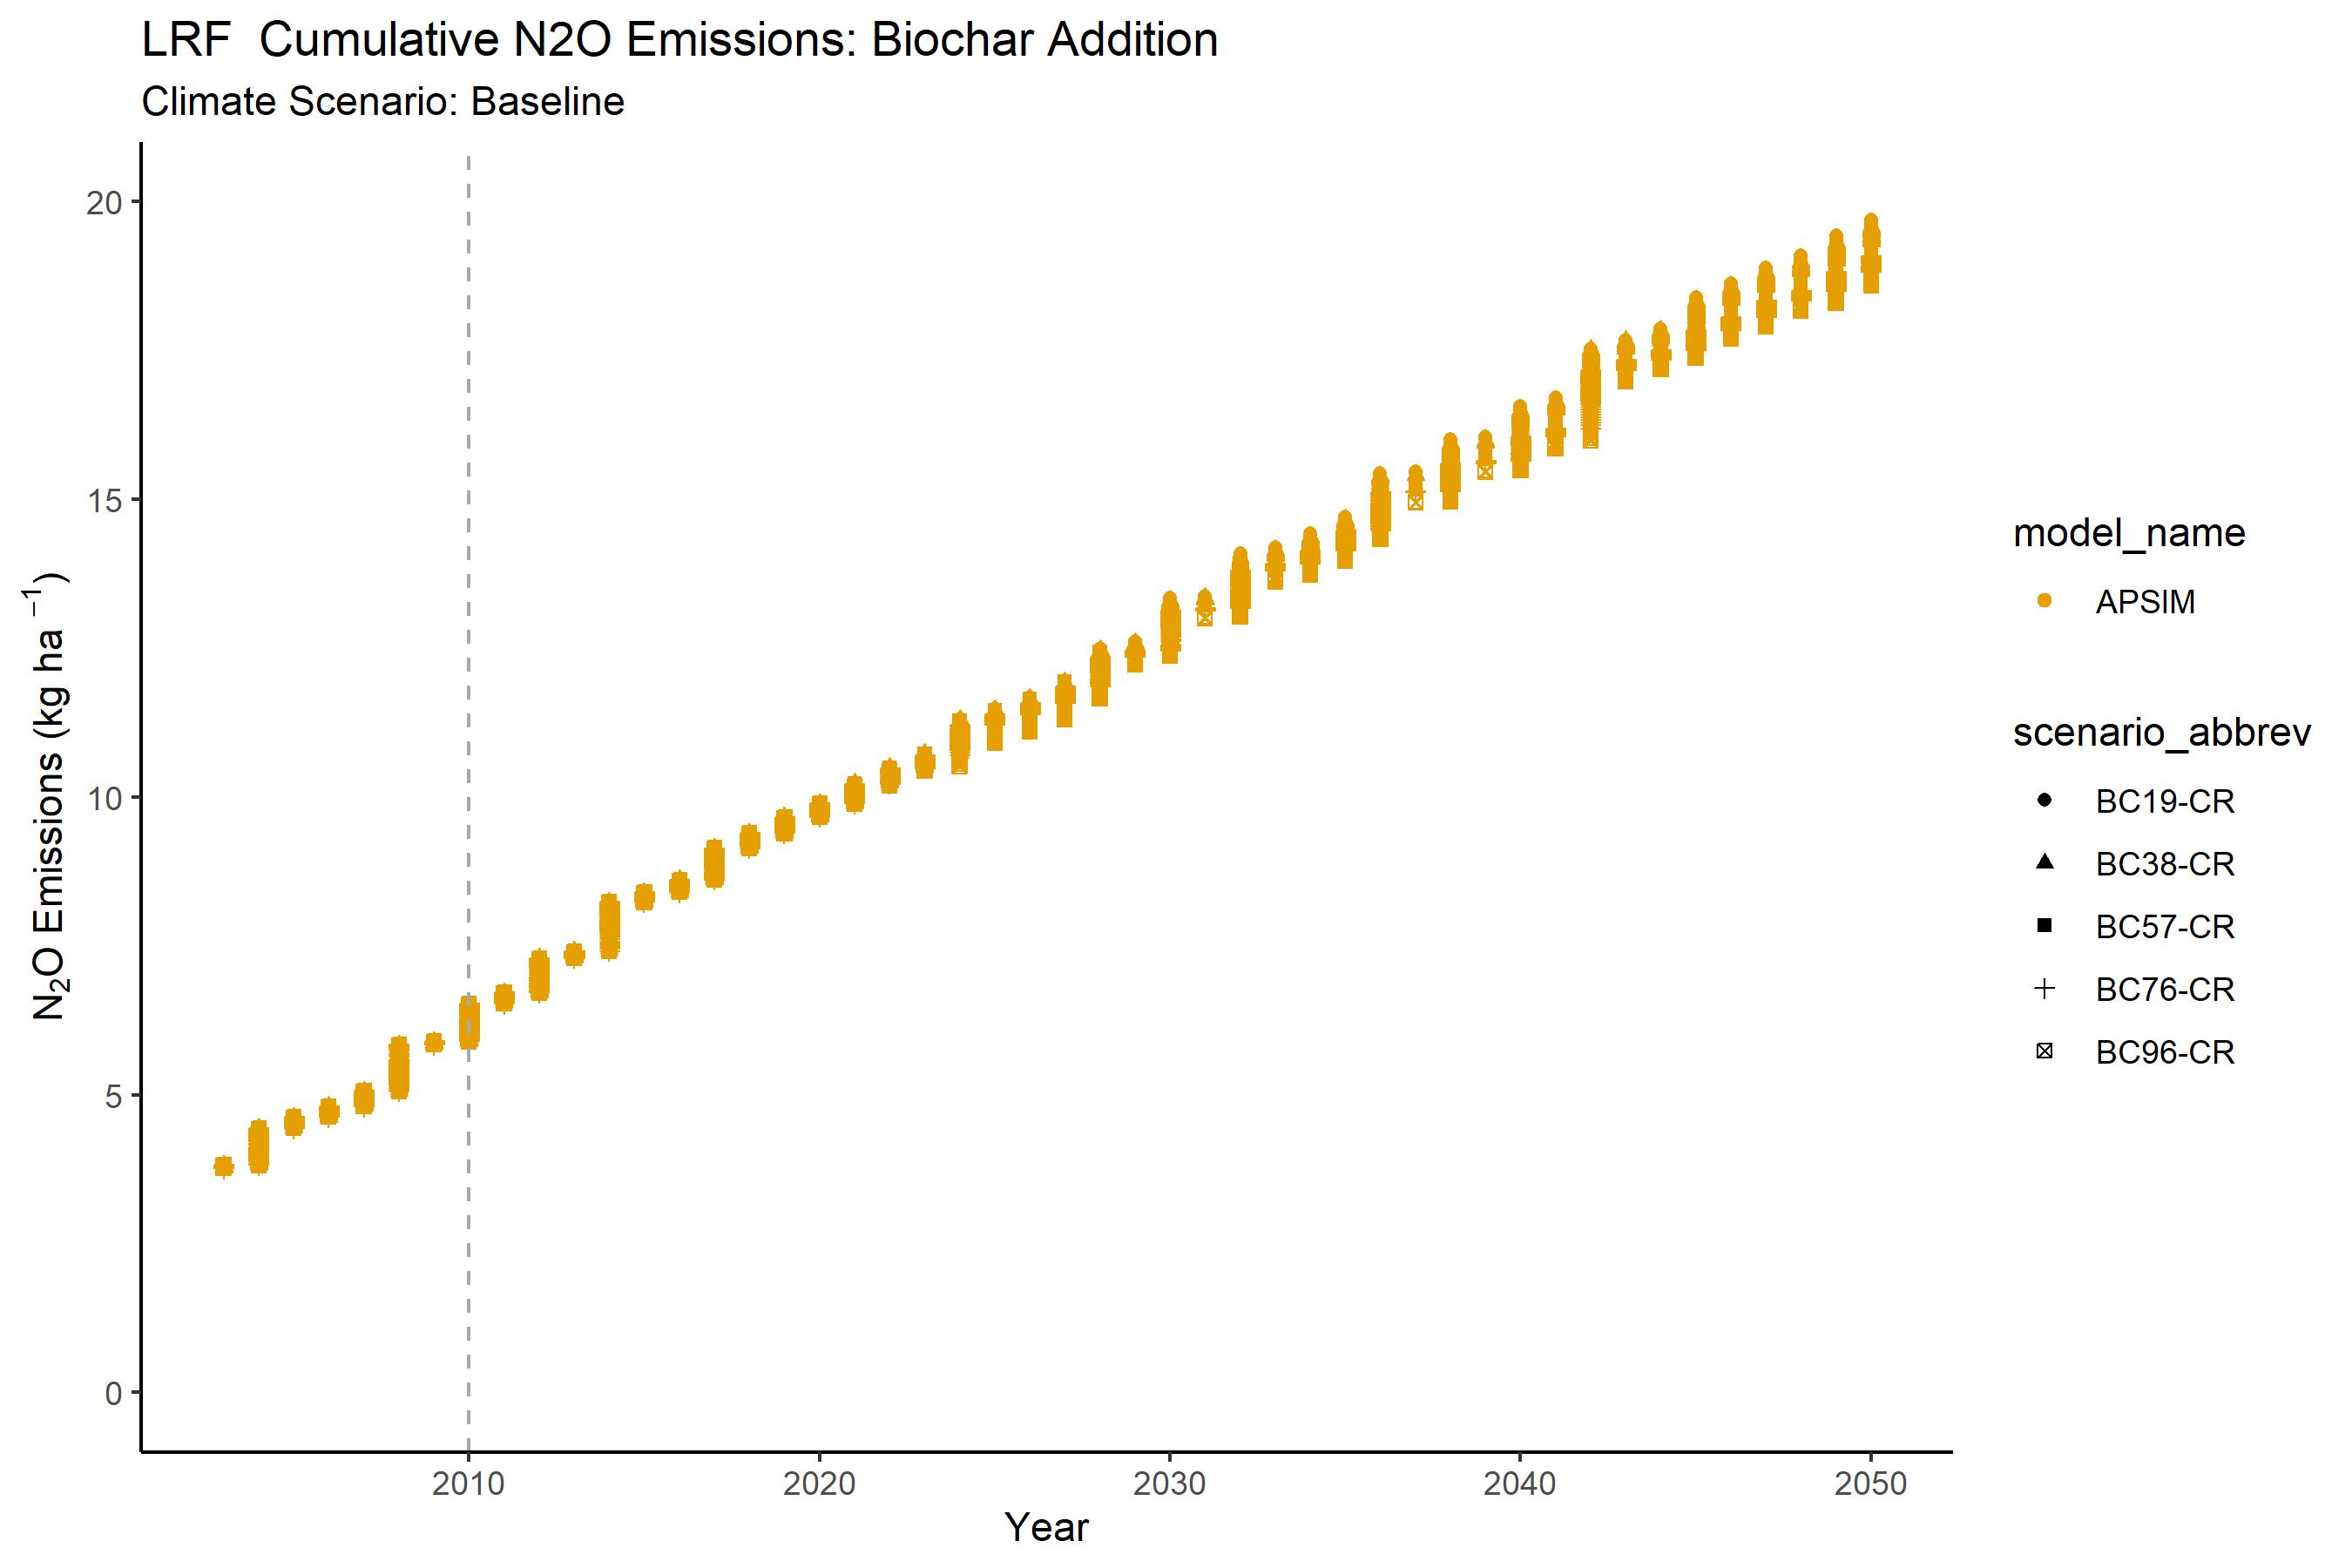 LRF  Cumulative N2O Emissions: Biochar Addition
Climate Scenario: Baseline
N₂O Emissions (kg ha ⁻¹)
20
15
10
5
0
2010
2020
2030
2040
2050
Year
model_name
APSIM
scenario_abbrev
BC19-CR
BC38-CR
BC57-CR
BC76-CR
BC96-CR